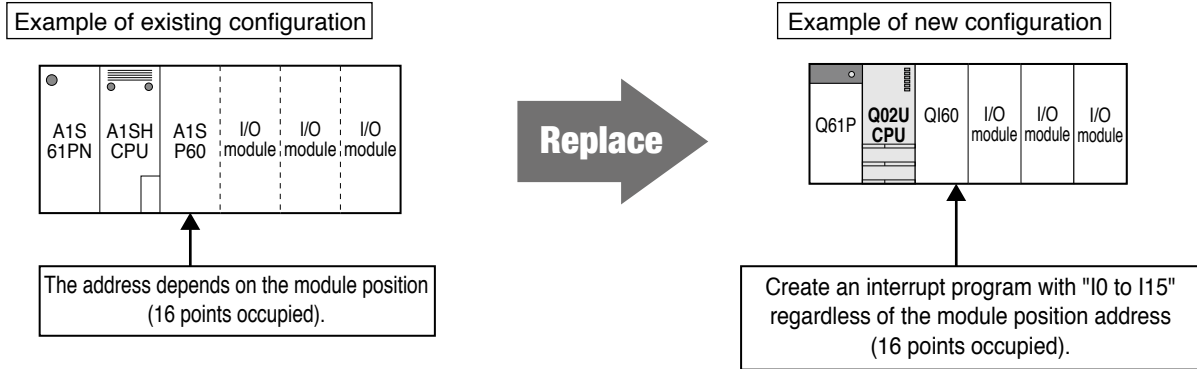 Example of existing configuration
A1S
61PN
A1SH
CPU
A1S
P60
I/O
module
I/O
module
I/O
module
The address depends on the module position
(16 points occupied).
Replace
Example of new configuration
Q61P
Q02U
CPU
QI60
I/O
module
I/O
module
I/O
module
Create an interrupt program with "I0 to I15"
regardless of the module position address
(16 points occupied).